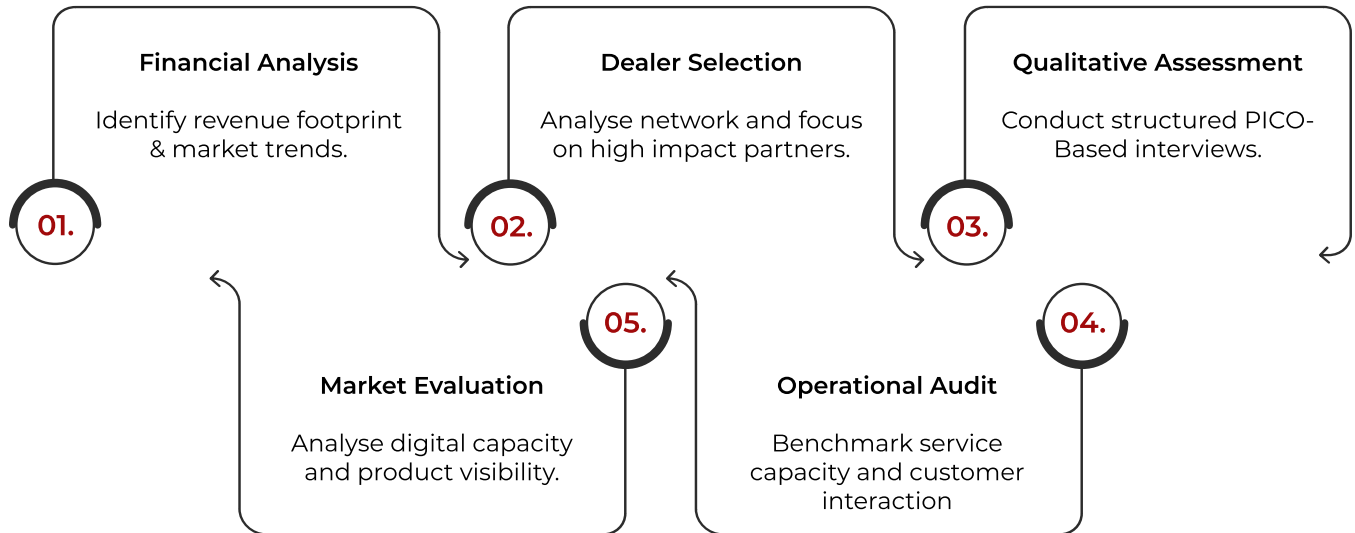 01.
Financial Analysis
Identify revenue footprint
& market trends.
02.
Dealer Selection
Analyse network and focus
on high impact partners.
03.
Qualitative Assessment
Conduct structured PICO-
Based interviews.
04.
Operational Audit
Benchmark service
capacity and customer
interaction
05.
Market Evaluation
Analyse digital capacity
and product visibility.